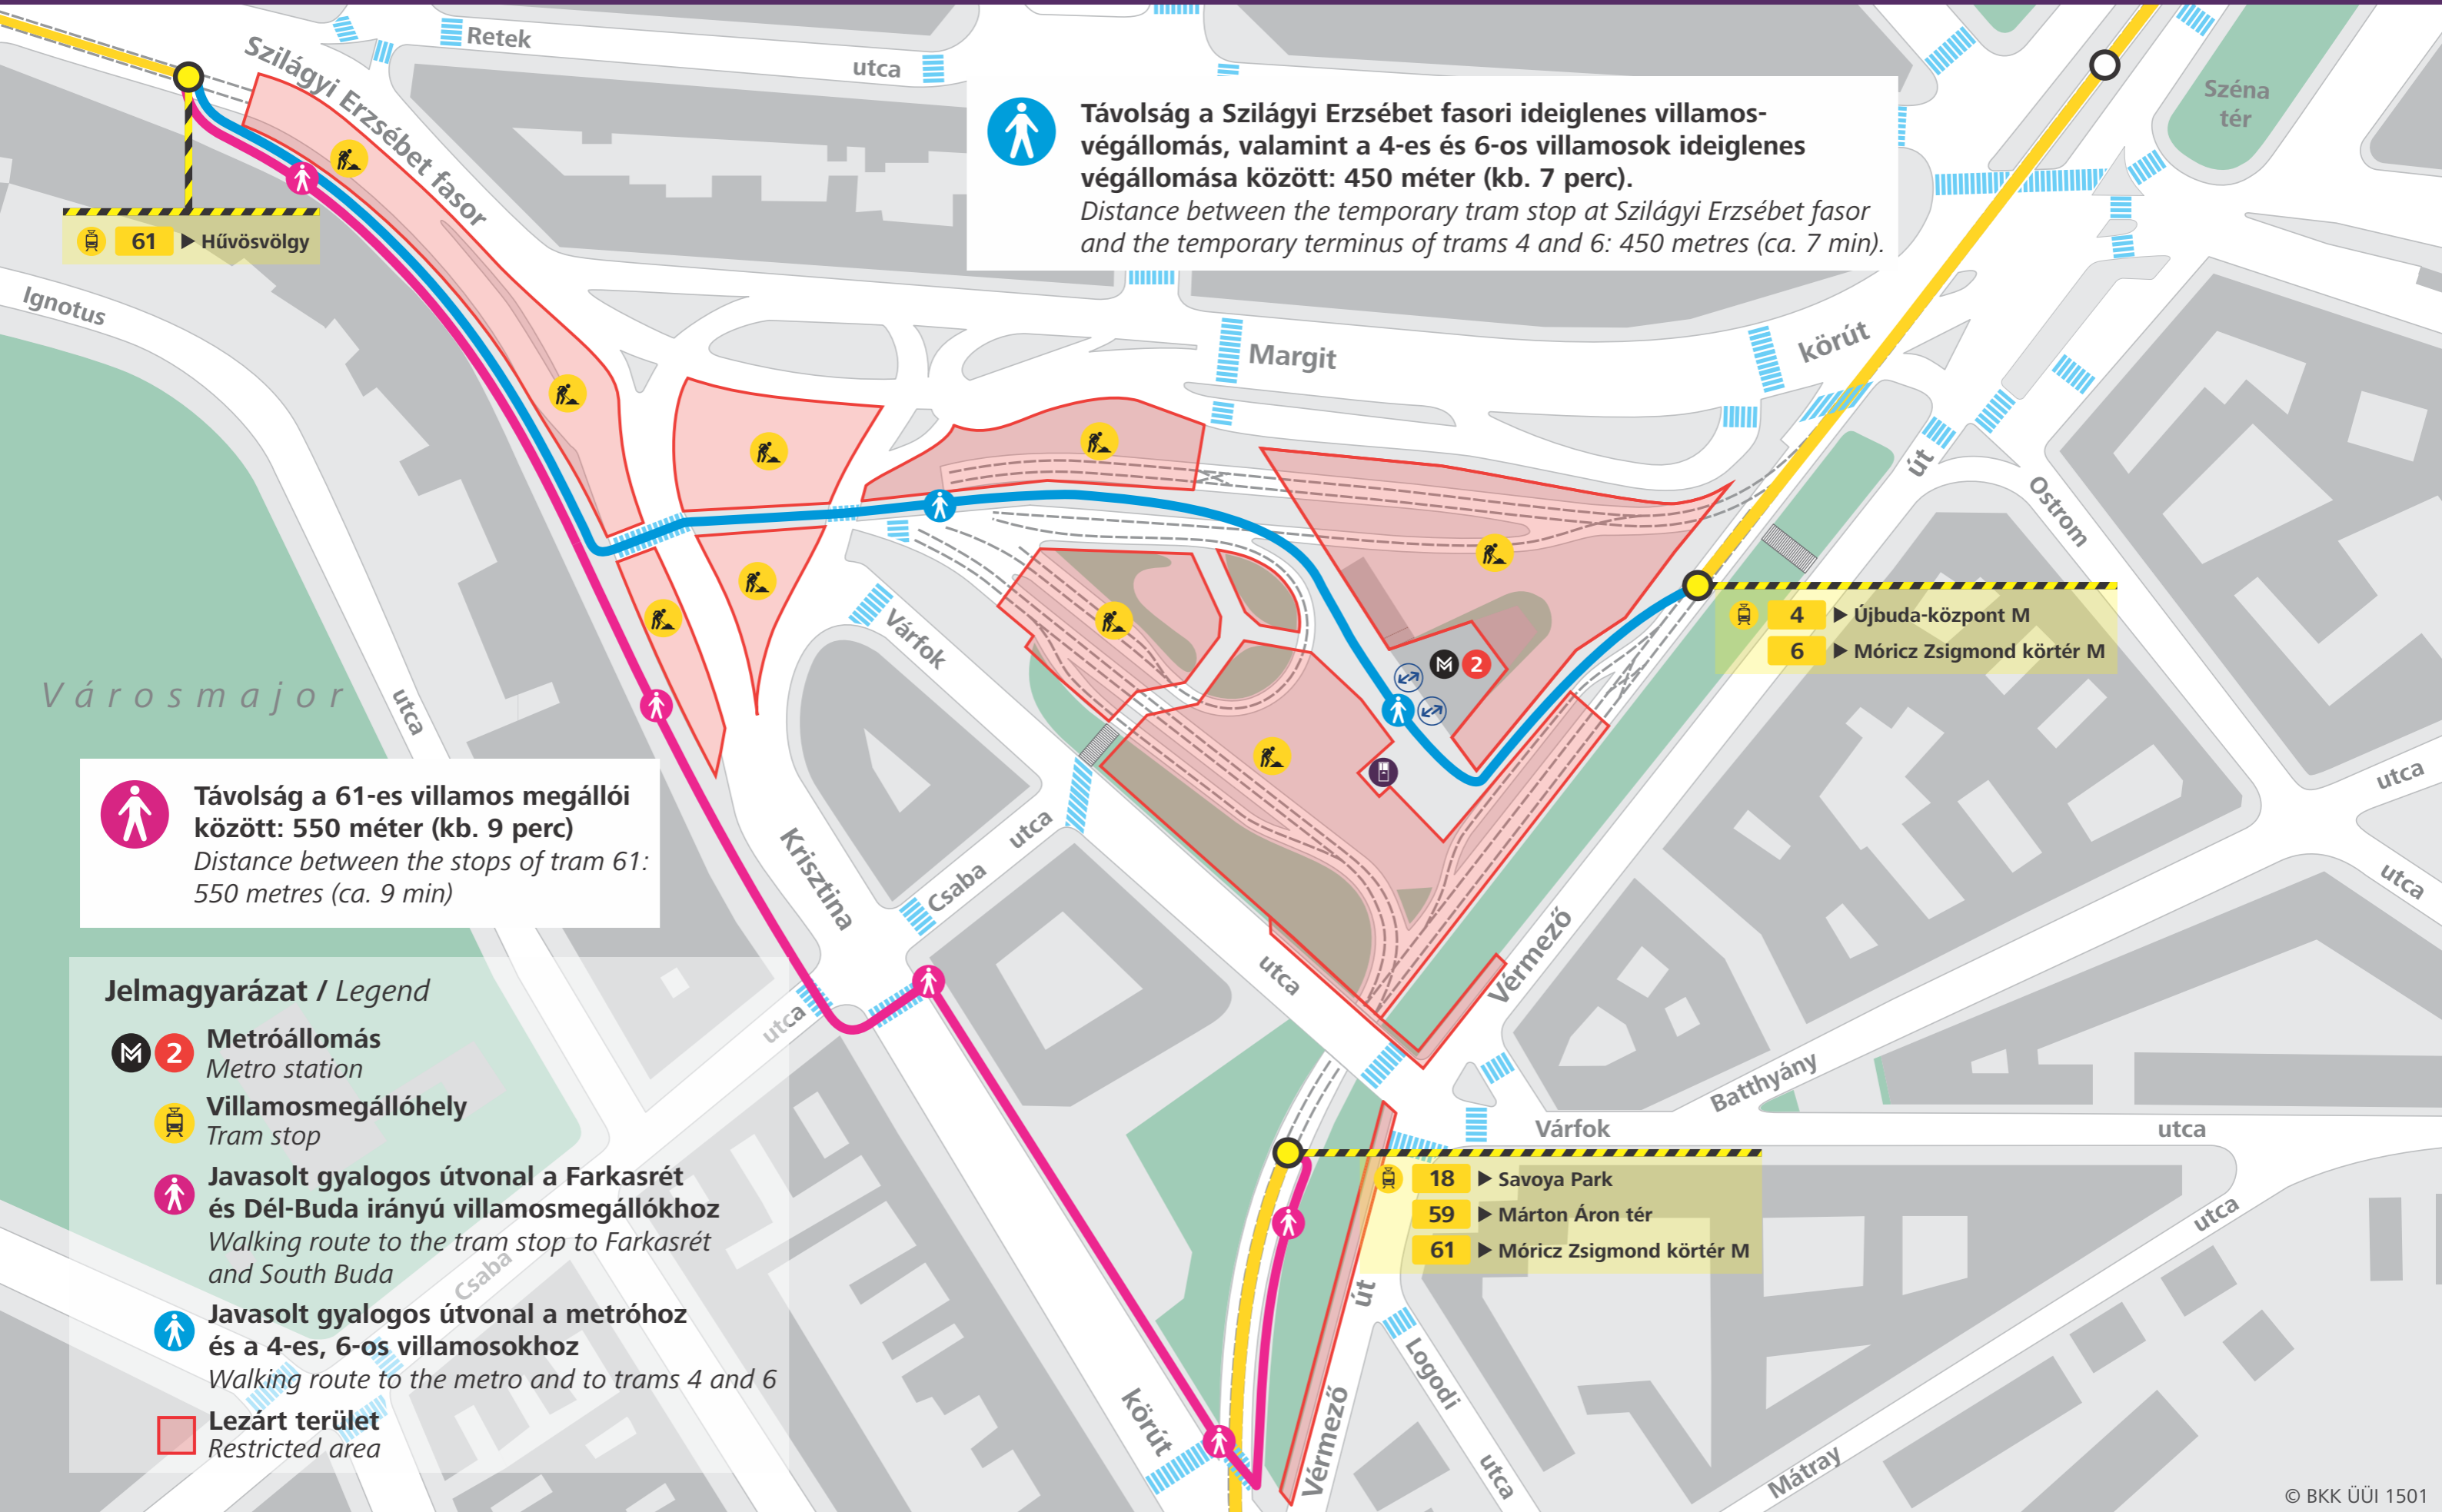 Retek
utca
Szilágyi Erzsébet fasor
Széna
tér
Távolság a Szilágyi Erzsébet fasori ideiglenes villamos-
végállomás, valamint a 4-es és 6-os villamosok ideiglenes
végállomása között: 450 méter (kb. 7 perc).
Distance between the temporary tram stop at Szilágyi Erzsébet fasor
and the temporary terminus of trams 4 and 6: 450 metres (ca. 7 min).
61 ▶ Hűvösvölgy
Ignotus
utca
Margit
körút
út
Ostrom
utca
Várfok
utca
M 2
4 ▶ Újbuda-központ M
6 ▶ Móricz Zsigmond körtér M
Városmajor
Távolság a 61-es villamos megállói
között: 550 méter (kb. 9 perc)
Distance between the stops of tram 61:
550 metres (ca. 9 min)
Krisztina
körút
Csaba
utca
Vérmező
út
utca
Batthyány
utca
Várfok
utca
18 ▶ Savoya Park
59 ▶ Márton Áron tér
61 ▶ Móricz Zsigmond körtér M
Csaba
Vérmező
Logodi
utca
Mátray
utca
Jelmagyarázat / Legend
M 2 Metróállomás
Metro station
Villamosmegállóhely
Tram stop
Javasolt gyalogos útvonal a Farkasrét
és Dél-Buda irányú villamosmegállókhoz
Walking route to the tram stop to Farkasrét
and South Buda
Javasolt gyalogos útvonal a metróhoz
és a 4-es, 6-os villamosokhoz
Walking route to the metro and to trams 4 and 6
Lezárt terület
Restricted area
© BKK ÜÜI 1501